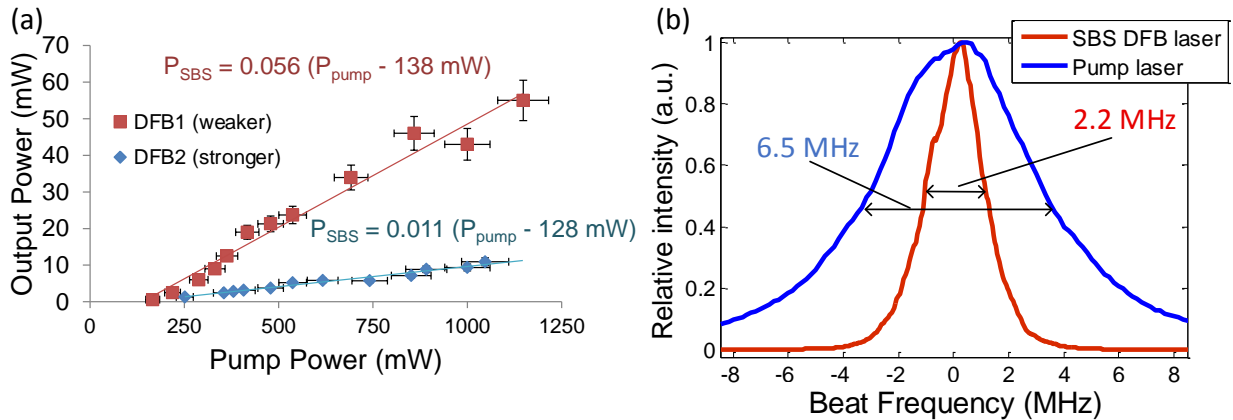 (a)
70
60
50
40
30
20
10
0
Output Power (mW)
P_SBS = 0.056 (P_pump - 138 mW)
DFB1 (weaker)
DFB2 (stronger)
P_SBS = 0.011 (P_pump - 128 mW)
0 250 500 750 1000 1250
Pump Power (mW)
(b)
1
0.8
0.6
0.4
0.2
0
Relative intensity (a.u.)
SBS DFB laser
Pump laser
2.2 MHz
6.5 MHz
-8 -6 -4 -2 0 2 4 6 8
Beat Frequency (MHz)